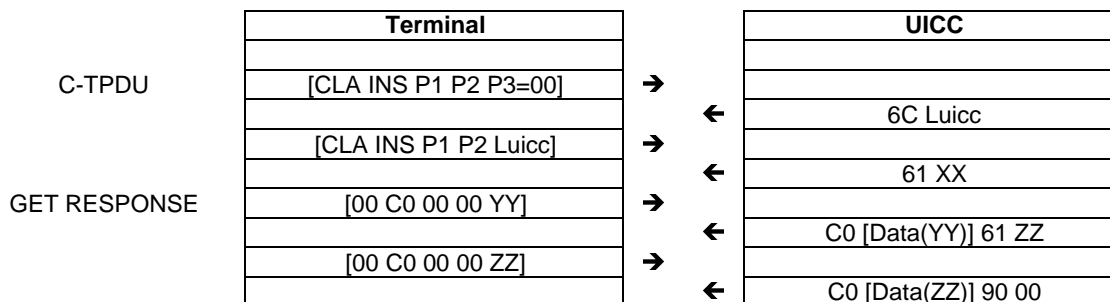 Terminal UICC
C-TPDU [CLA INS P1 P2 P3=00] ➔
🡸 6C Luicc
[CLA INS P1 P2 Luicc] ➔
🡸 61 XX
GET RESPONSE [00 C0 00 00 YY] ➔
🡸 C0 [Data(YY)] 61 ZZ
[00 C0 00 00 ZZ] ➔
🡸 C0 [Data(ZZ)] 90 00